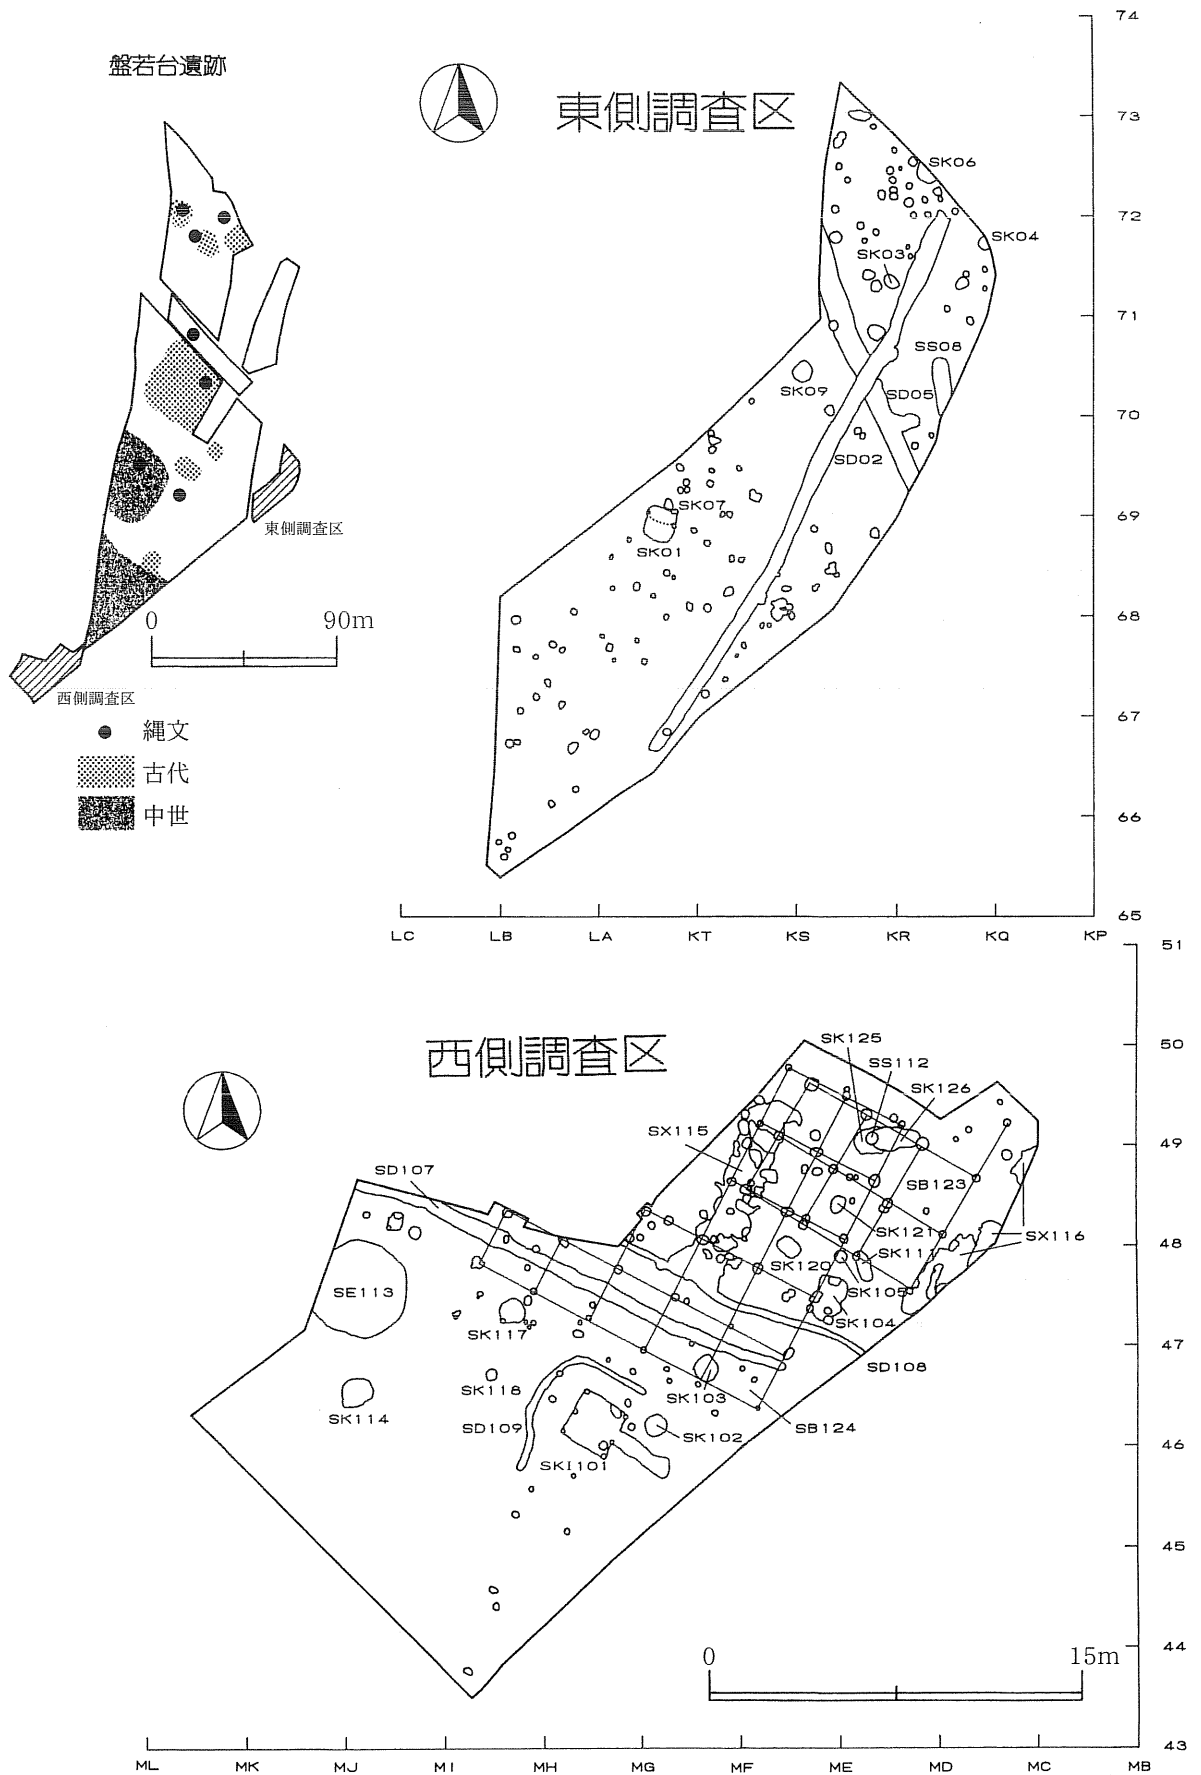 盤若台遺跡
東側調査区
西側調査区
0
90m
縄文
古代
中世
東側調査区
SK06
SK04
SK03
SS08
SK09
SD05
SD02
SK07
SK01
74
73
72
71
70
69
68
67
66
65
LC
LB
LA
KT
KS
KR
KQ
KP
西側調査区
SK125
SS112
SK126
SX115
SB123
SD107
SK121
SX116
SK111
SK120
SK105
SE113
SK104
SK117
SD108
SK118
SK103
SK114
SD109
SK102
SB124
SKI101
0
15m
51
50
49
48
47
46
45
44
43
ML
MK
MJ
MI
MH
MG
MF
ME
MD
MC
MB